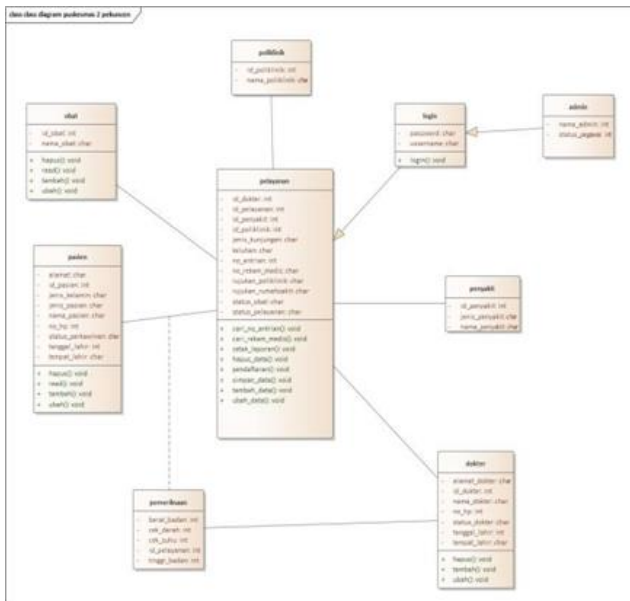 class class diagram puskesmas 2 pekuncen
poliklinik
- id_poliklinik: int
- nama_poliklinik: char
obat
- id_obat: int
- nama_obat: char
+ hapus(): void
+ read(): void
+ tambah(): void
+ ubah(): void
login
- password: char
- username: char
+ login(): void
admin
- nama_admin: int
- status_pegawai: int
pelayanan
- id_dokter: int
- id_pelayanan: int
- id_penyakit: int
- id_poliklinik: int
- jenis_kunjungan: char
- keluhan: char
- no_antrian: int
- no_rekam_medis: char
- rujukan_poliklinik: char
- rujukan_rumahsakit: char
- status_obat: char
- status_pelayanan: char
+ cari_no_antrian(): void
+ cari_rekam_medis(): void
+ cetak_laporan(): void
+ hapus_data(): void
+ pendaftaran(): void
+ simpan_data(): void
+ tambah_data(): void
+ ubah_data(): void
pasien
- alamat: char
- id_pasien: int
- jenis_kelamin: char
- jenis_pasien: char
- nama_pasien: char
- no_hp: int
- status_perkawinan: char
- tanggal_lahir: int
- tempat_lahir: char
+ hapus(): void
+ read(): void
+ tambah(): void
+ ubah(): void
penyakit
- id_penyakit: int
- jenis_penyakit: char
- nama_penyakit: char
dokter
- alamat_dokter: char
- id_dokter: int
- nama_dokter: char
- no_hp: int
- status_dokter: char
- tanggal_lahir: int
- tempat_lahir: char
+ hapus(): void
+ tambah(): void
+ ubah(): void
pemeriksaan
- berat_badan: int
- cek_darah: int
- cek_suhu: int
- id_pelayanan: int
- tinggi_badan: int